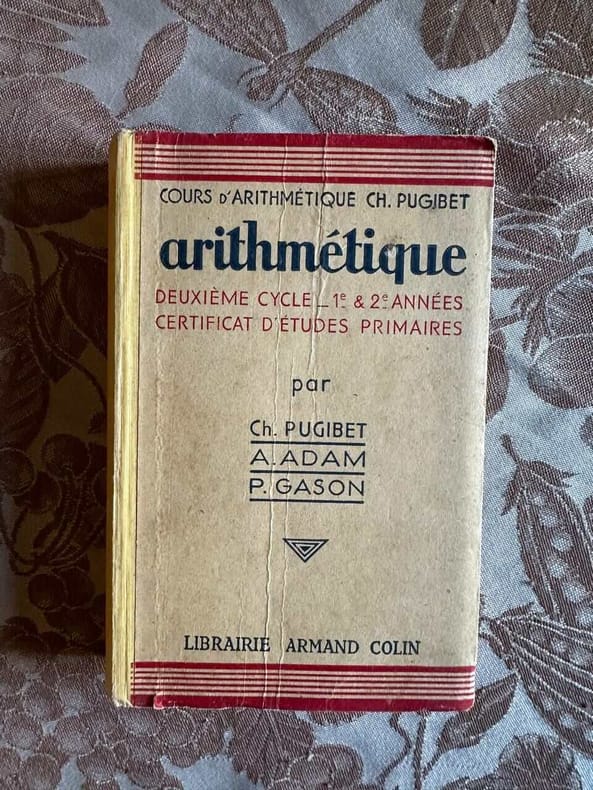 COURS D'ARITHMÉTIQUE CH. PUGIBET
arithmétique
DEUXIÈME CYCLE _ 1e & 2e ANNÉES
CERTIFICAT D'ÉTUDES PRIMAIRES
par
Ch. PUGIBET
A. ADAM
P. GASON
LIBRAIRIE ARMAND COLIN